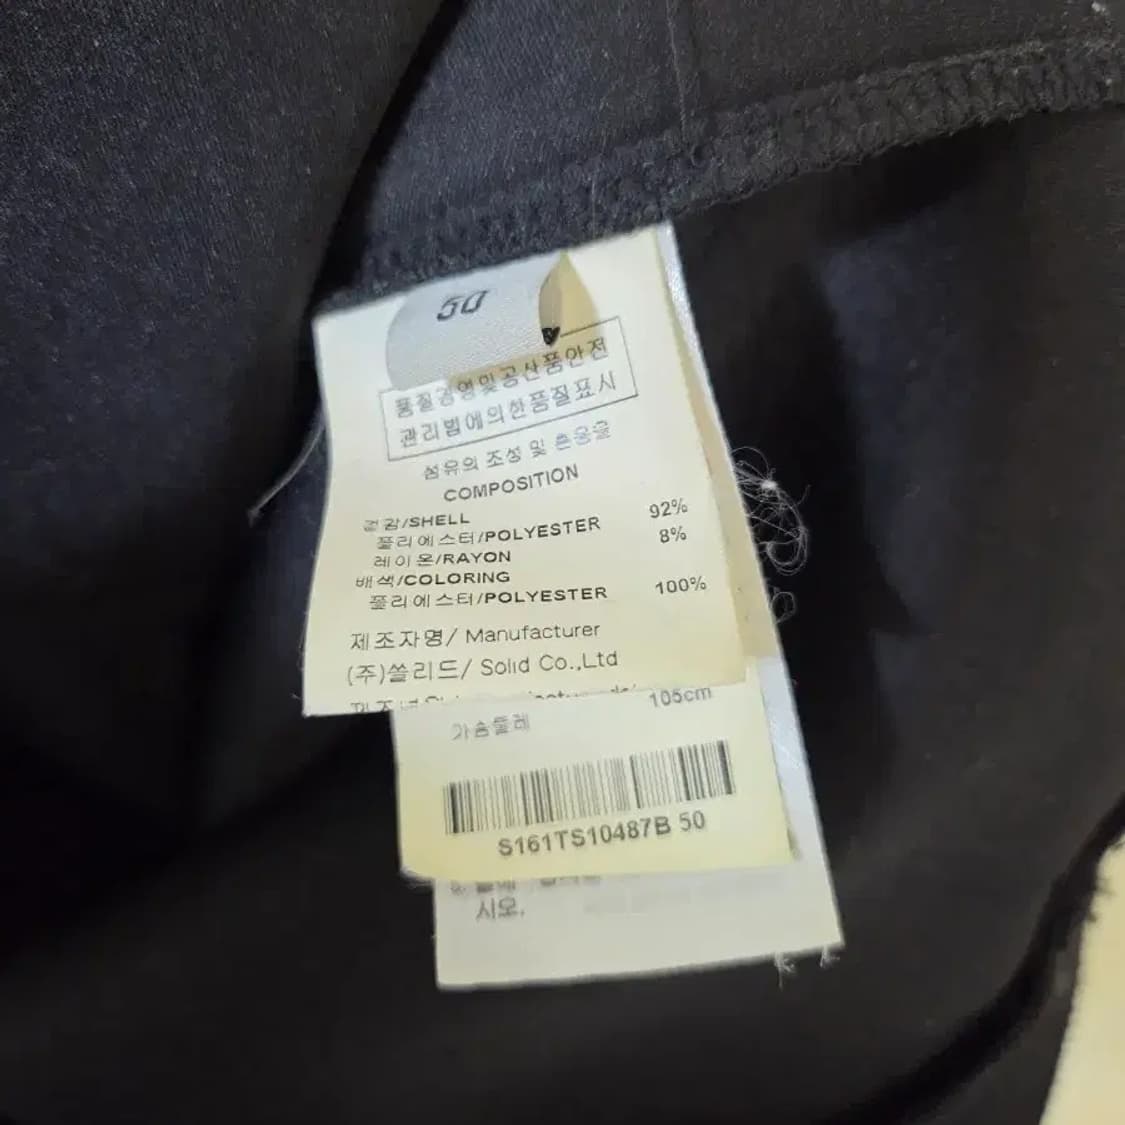 50
품질경영및공산품안전
관리법에의한품질표시
섬유의 조성 및 혼용율
COMPOSITION
겉감/SHELL
폴리에스터/POLYESTER 92%
레이온/RAYON 8%
배색/COLORING
폴리에스터/POLYESTER 100%
제조자명/ Manufacturer
(주)쏠리드/ Solid Co.,Ltd
가슴둘레 105cm
S161TS10487B 50
시오.